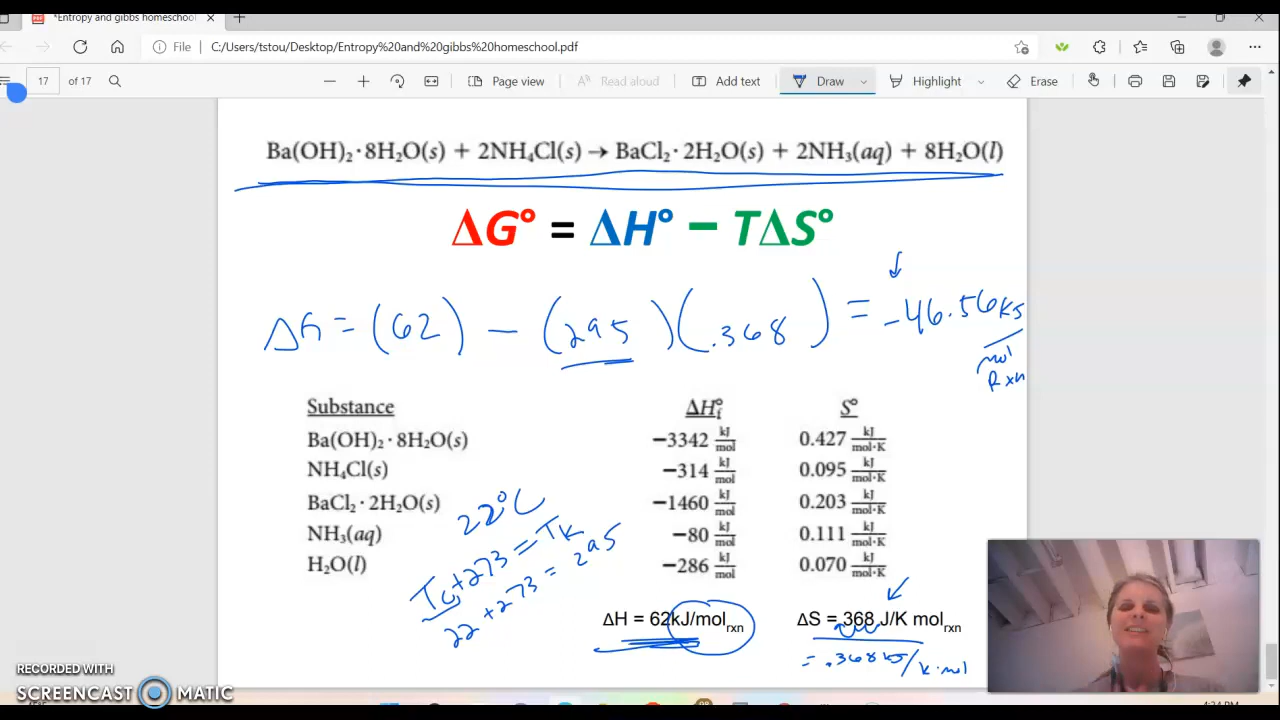 *Entropy and gibbs homeschool
File C:/Users/tstou/Desktop/Entropy%20and%20gibbs%20homeschool.pdf
17 of 17 Page view Read aloud Add text Draw Highlight Erase
Ba(OH)₂·8H₂O(s) + 2NH₄Cl(s) → BaCl₂·2H₂O(s) + 2NH₃(aq) + 8H₂O(l)
ΔG° = ΔH° − TΔS°
ΔG = (62) − (295)(.368) = −46.56 kJ/mol Rxn
Substance ΔH°f S°
Ba(OH)₂·8H₂O(s) −3342 kJ/mol 0.427 kJ/mol·K
NH₄Cl(s) −314 kJ/mol 0.095 kJ/mol·K
BaCl₂·2H₂O(s) −1460 kJ/mol 0.203 kJ/mol·K
NH₃(aq) −80 kJ/mol 0.111 kJ/mol·K
H₂O(l) −286 kJ/mol 0.070 kJ/mol·K
22°C
Tc + 273 = TK
22 + 273 = 295
ΔH = 62kJ/molrxn ΔS = 368 J/K molrxn
= .368 kJ/K·mol
RECORDED WITH
SCREENCAST MATIC